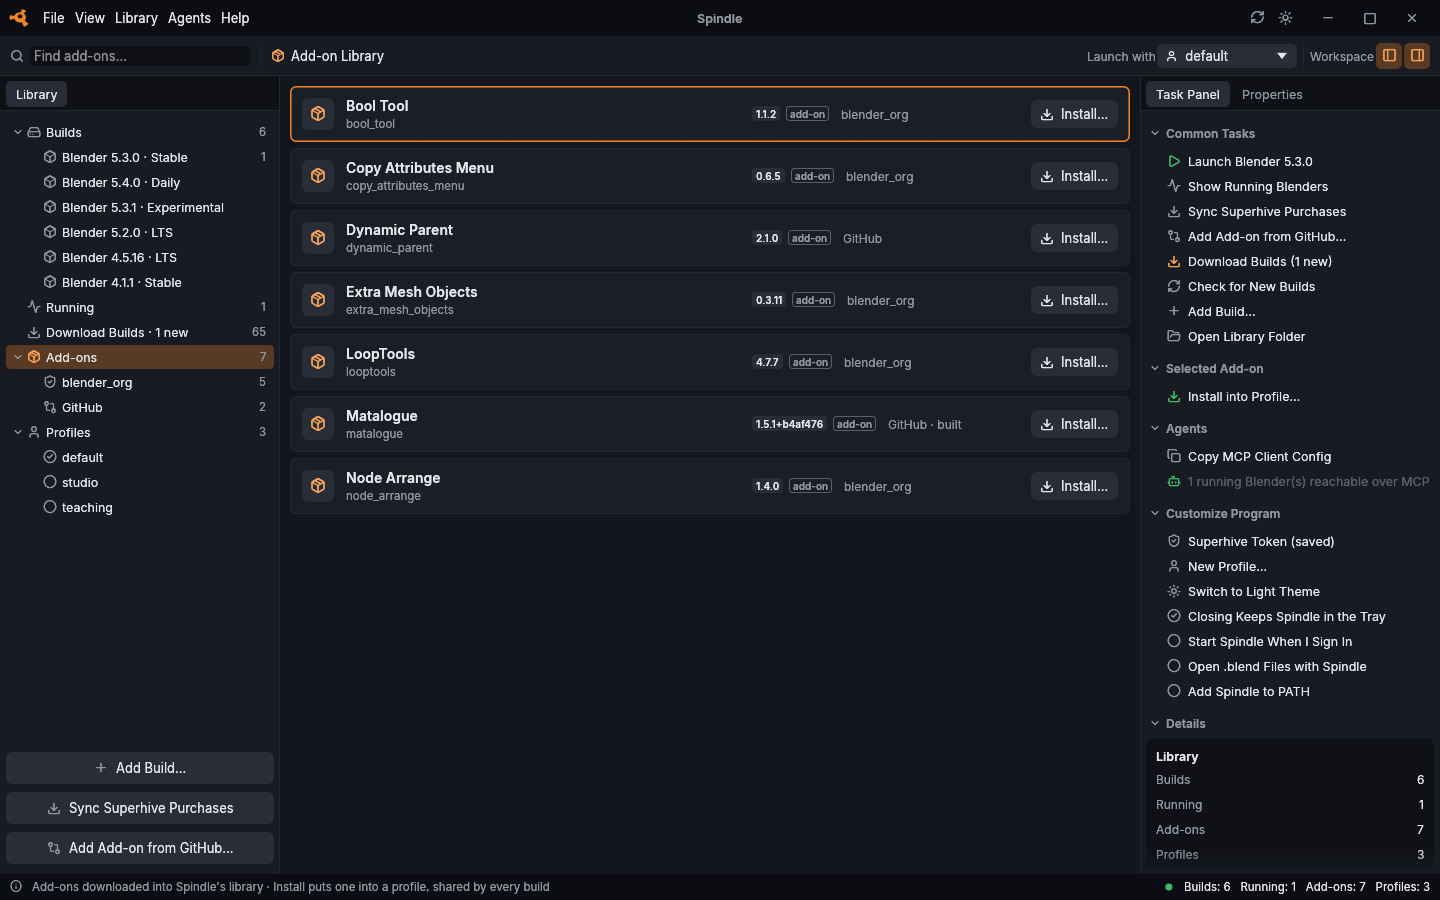 File View Library Agents Help
Spindle
Find add-ons...
Add-on Library
Launch with
default
Workspace
Library
Builds 6
Blender 5.3.0 · Stable 1
Blender 5.4.0 · Daily
Blender 5.3.1 · Experimental
Blender 5.2.0 · LTS
Blender 4.5.16 · LTS
Blender 4.1.1 · Stable
Running 1
Download Builds · 1 new 65
Add-ons 7
blender_org 5
GitHub 2
Profiles 3
default
studio
teaching
Add Build...
Sync Superhive Purchases
Add Add-on from GitHub...
Bool Tool
bool_tool
1.1.2 add-on blender_org
Install...
Copy Attributes Menu
copy_attributes_menu
0.6.5 add-on blender_org
Install...
Dynamic Parent
dynamic_parent
2.1.0 add-on GitHub
Install...
Extra Mesh Objects
extra_mesh_objects
0.3.11 add-on blender_org
Install...
LoopTools
looptools
4.7.7 add-on blender_org
Install...
Matalogue
matalogue
1.5.1+b4af476 add-on GitHub · built
Install...
Node Arrange
node_arrange
1.4.0 add-on blender_org
Install...
Task Panel Properties
Common Tasks
Launch Blender 5.3.0
Show Running Blenders
Sync Superhive Purchases
Add Add-on from GitHub...
Download Builds (1 new)
Check for New Builds
Add Build...
Open Library Folder
Selected Add-on
Install into Profile...
Agents
Copy MCP Client Config
1 running Blender(s) reachable over MCP
Customize Program
Superhive Token (saved)
New Profile...
Switch to Light Theme
Closing Keeps Spindle in the Tray
Start Spindle When I Sign In
Open .blend Files with Spindle
Add Spindle to PATH
Details
Library
Builds 6
Running 1
Add-ons 7
Profiles 3
Add-ons downloaded into Spindle's library · Install puts one into a profile, shared by every build
Builds: 6 Running: 1 Add-ons: 7 Profiles: 3